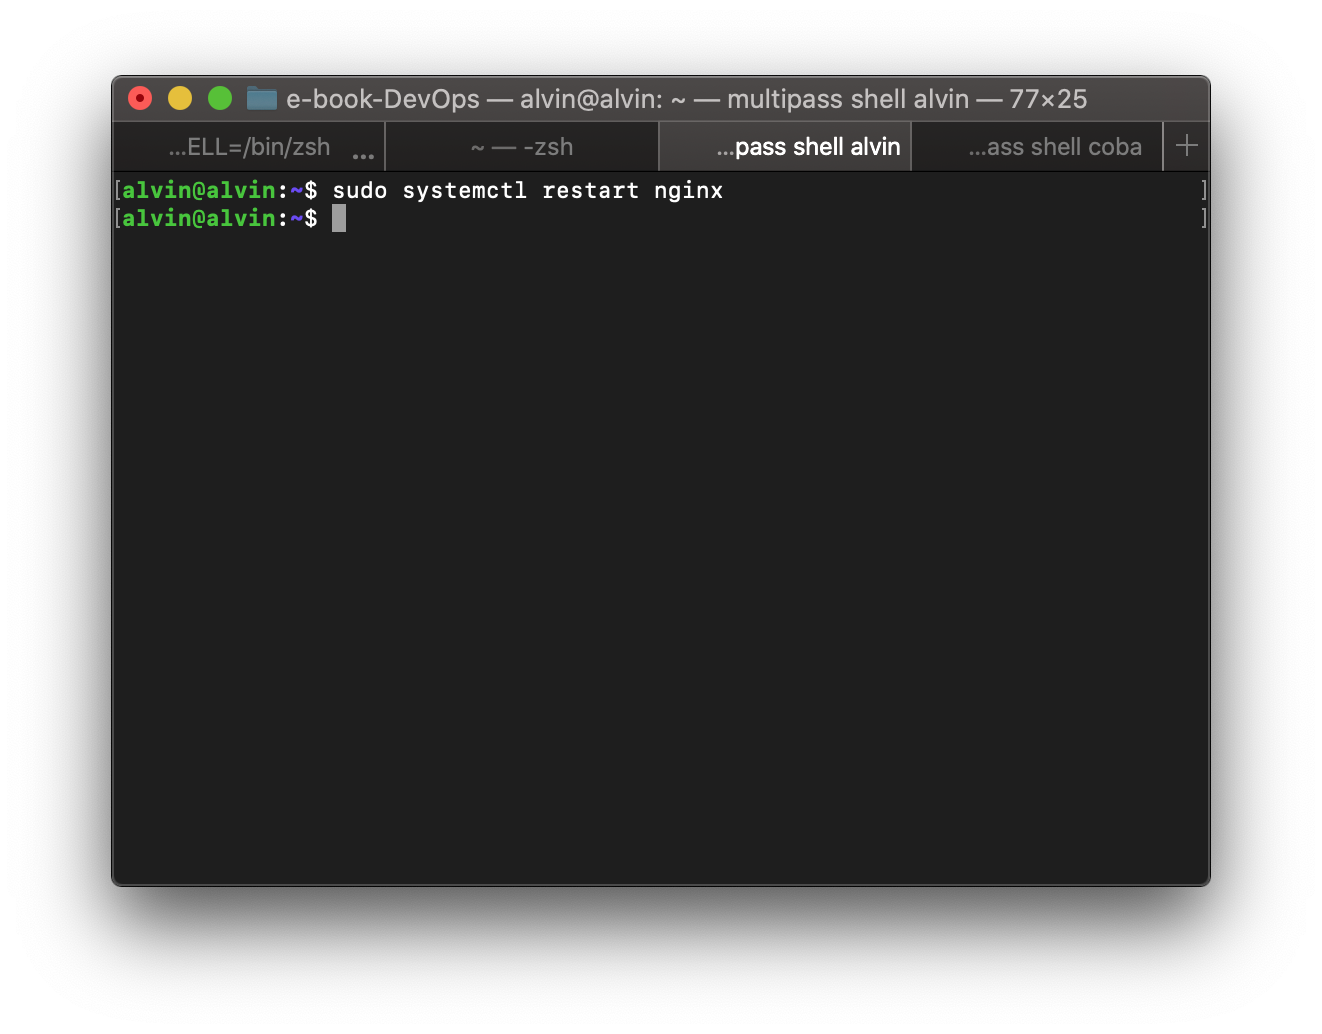 e-book-DevOps — alvin@alvin: ~ — multipass shell alvin — 77×25
...ELL=/bin/zsh ... ~ — -zsh ...pass shell alvin ...ass shell coba +
[alvin@alvin:~$ sudo systemctl restart nginx ]
[alvin@alvin:~$ ]